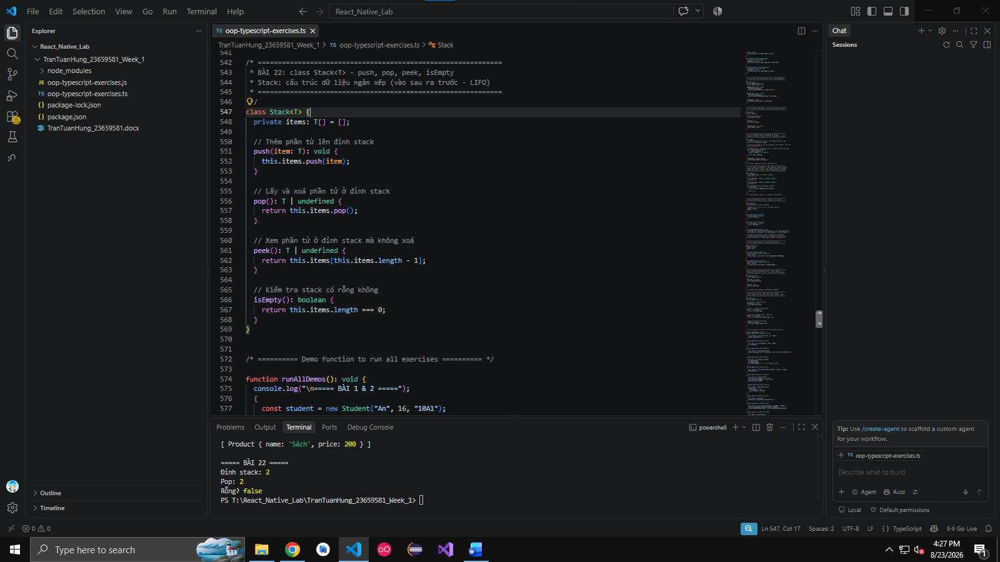 File Edit Selection View Go Run Terminal Help
React_Native_Lab
Explorer
React_Native_Lab
TranTuanHung_23659581_Week_1
node_modules
JS oop-typescript-exercises.js
TS oop-typescript-exercises.ts
{} package-lock.json
{} package.json
TranTuanHung_23659581.docx
Outline
Timeline
TS oop-typescript-exercises.ts
TranTuanHung_23659581_Week_1 > TS oop-typescript-exercises.ts > Stack
541
542 /* =============================================================
543 * BÀI 22: class Stack<T> - push, pop, peek, isEmpty
544 * Stack: cấu trúc dữ liệu ngăn xếp (vào sau ra trước - LIFO)
545 * =============================================================
546 */
547 class Stack<T> {
548 private items: T[] = [];
549
550 // Thêm phần tử lên đỉnh stack
551 push(item: T): void {
552 this.items.push(item);
553 }
554
555 // Lấy và xoá phần tử ở đỉnh stack
556 pop(): T | undefined {
557 return this.items.pop();
558 }
559
560 // Xem phần tử ở đỉnh stack mà không xoá
561 peek(): T | undefined {
562 return this.items[this.items.length - 1];
563 }
564
565 // Kiểm tra stack có rỗng không
566 isEmpty(): boolean {
567 return this.items.length === 0;
568 }
569 }
570
571
572 /* ========== Demo function to run all exercises ========== */
573
574 function runAllDemos(): void {
575 console.log("\n===== BÀI 1 & 2 =====");
576 {
577 const student = new Student("An", 16, "10A1");
Problems Output Terminal Ports Debug Console
powershell
[ Product { name: 'Sách', price: 200 } ]
===== BÀI 22 =====
Đỉnh stack: 2
Pop: 2
Rỗng? false
PS T:\React_Native_Lab\TranTuanHung_23659581_Week_1>
Chat
Sessions
Tip: Use /create-agent to scaffold a custom agent
for your workflow.
TS oop-typescript-exercises.ts
Describe what to build
Agent Auto
Local Default permissions
0 0
Ln 547, Col 17 Spaces: 2 UTF-8 LF {} TypeScript Go Live
Type here to search
4:27 PM
8/23/2026
1